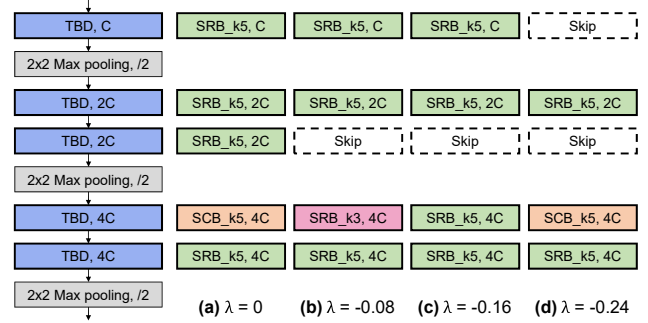 TBD, C SRB_k5, C SRB_k5, C SRB_k5, C Skip
2x2 Max pooling, /2
TBD, 2C SRB_k5, 2C SRB_k5, 2C SRB_k5, 2C SRB_k5, 2C
TBD, 2C SRB_k5, 2C Skip Skip Skip
2x2 Max pooling, /2
TBD, 4C SCB_k5, 4C SRB_k3, 4C SRB_k5, 4C SCB_k5, 4C
TBD, 4C SRB_k5, 4C SRB_k5, 4C SRB_k5, 4C SRB_k5, 4C
2x2 Max pooling, /2 (a) λ = 0 (b) λ = -0.08 (c) λ = -0.16 (d) λ = -0.24